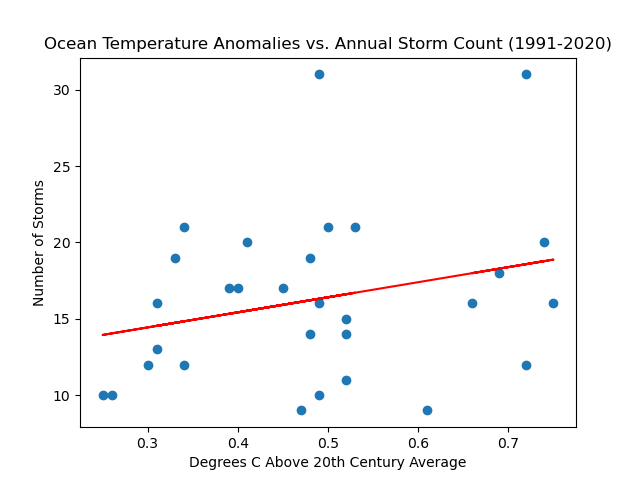 Ocean Temperature Anomalies vs. Annual Storm Count (1991-2020)
30
25
20
15
10
Number of Storms
0.3 0.4 0.5 0.6 0.7
Degrees C Above 20th Century Average